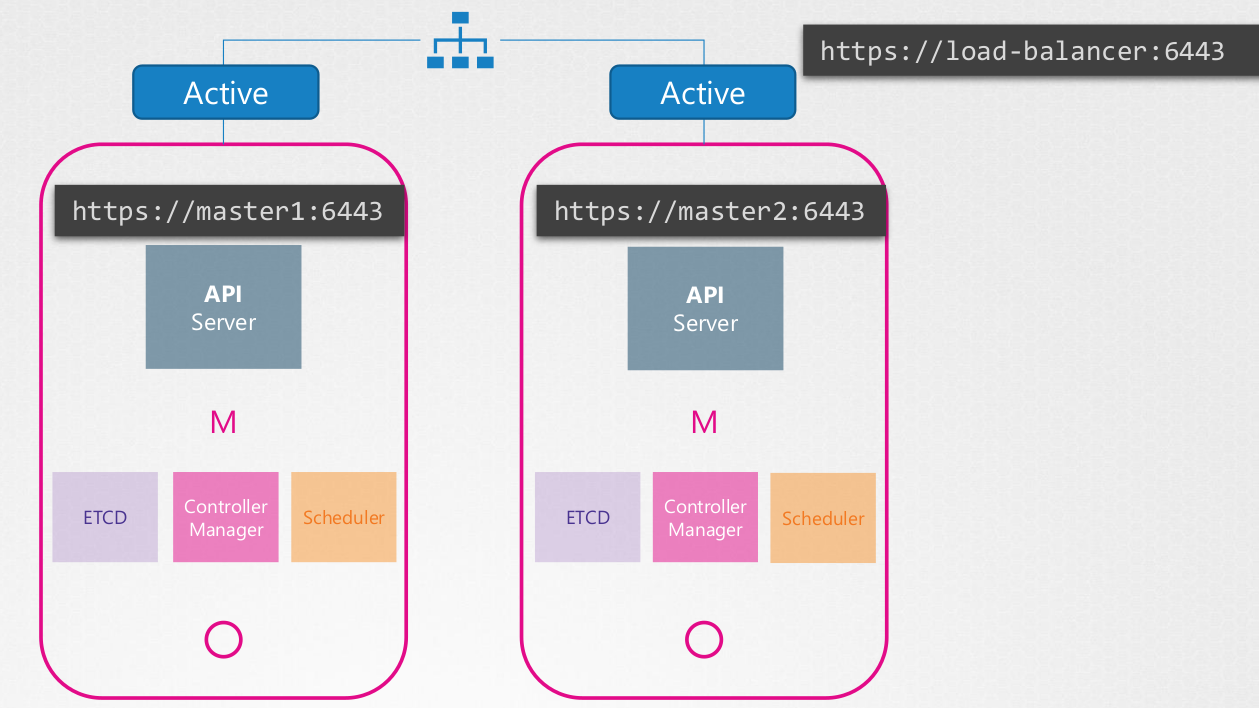 https://load-balancer:6443
Active
Active
https://master1:6443
https://master2:6443
API
Server
API
Server
M
M
ETCD
Controller
Manager
Scheduler
ETCD
Controller
Manager
Scheduler